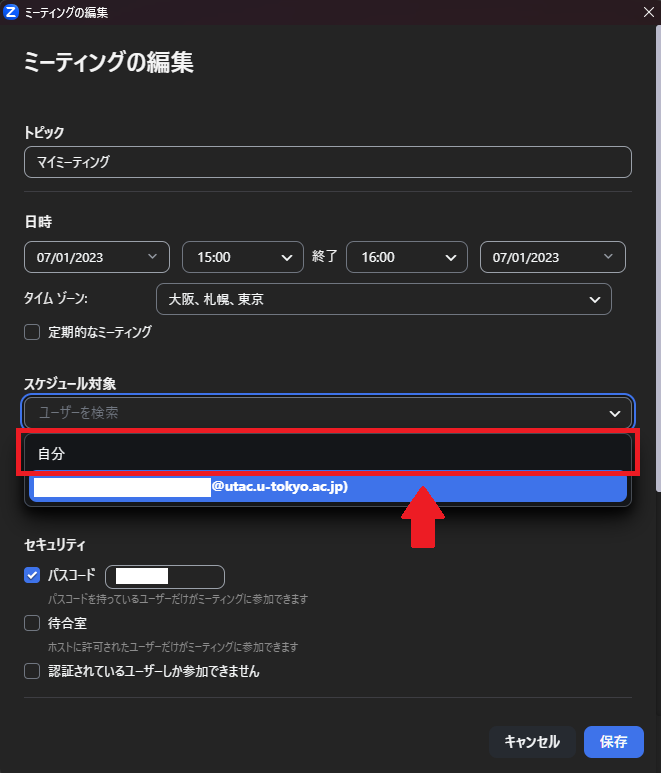 Z ミーティングの編集
ミーティングの編集
トピック
マイミーティング
日時
07/01/2023 15:00 終了 16:00 07/01/2023
タイム ゾーン: 大阪、札幌、東京
定期的なミーティング
スケジュール対象
ユーザーを検索
自分
@utac.u-tokyo.ac.jp)
セキュリティ
パスコード
パスコードを持っているユーザーだけがミーティングに参加できます
待合室
ホストに許可されたユーザーだけがミーティングに参加できます
認証されているユーザーしか参加できません
キャンセル 保存